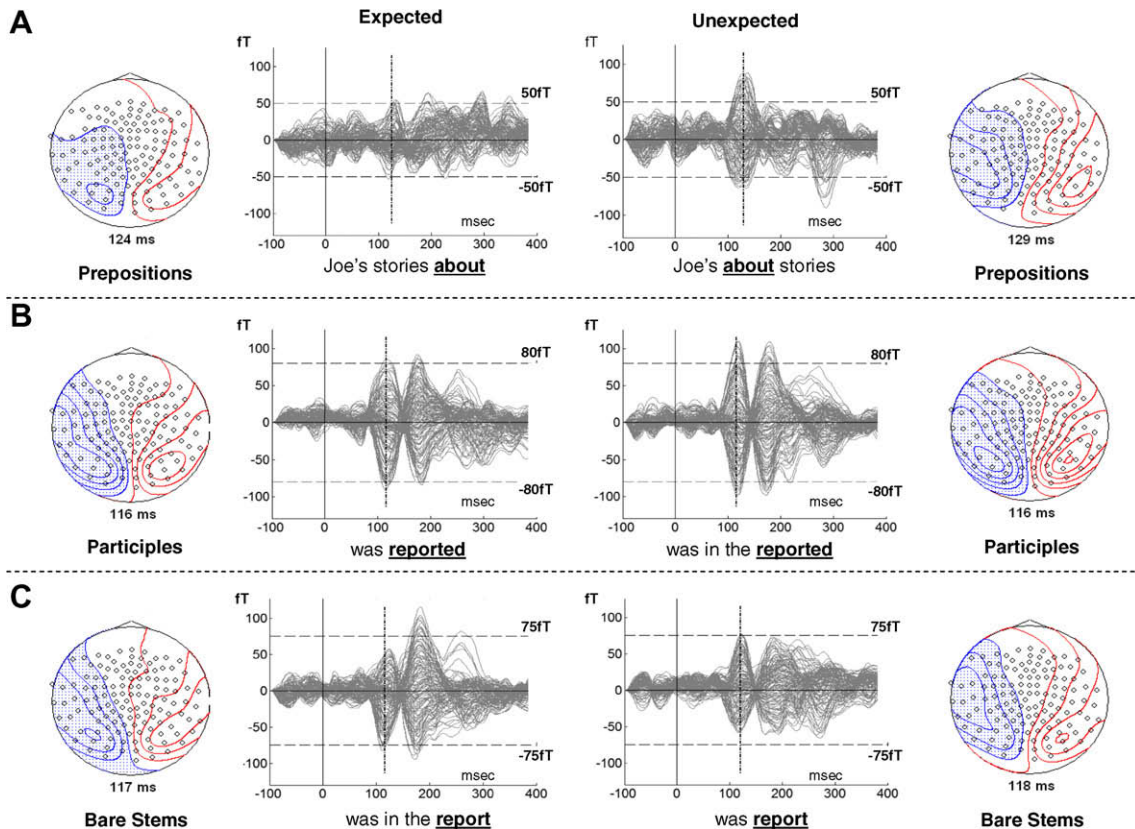 A
Expected
Unexpected
fT
100
50
0
-50
-100
50fT
-50fT
msec
-100 0 100 200 300 400
Joe's stories about
fT
100
50
0
-50
-100
50fT
-50fT
msec
-100 0 100 200 300 400
Joe's about stories
124 ms
Prepositions
129 ms
Prepositions
B
fT
100
50
0
-50
-100
80fT
-80fT
msec
-100 0 100 200 300 400
was reported
fT
100
50
0
-50
-100
80fT
-80fT
msec
-100 0 100 200 300 400
was in the reported
116 ms
Participles
116 ms
Participles
C
fT
100
50
0
-50
-100
75fT
-75fT
msec
-100 0 100 200 300 400
was in the report
fT
100
50
0
-50
-100
75fT
-75fT
msec
-100 0 100 200 300 400
was report
117 ms
Bare Stems
118 ms
Bare Stems